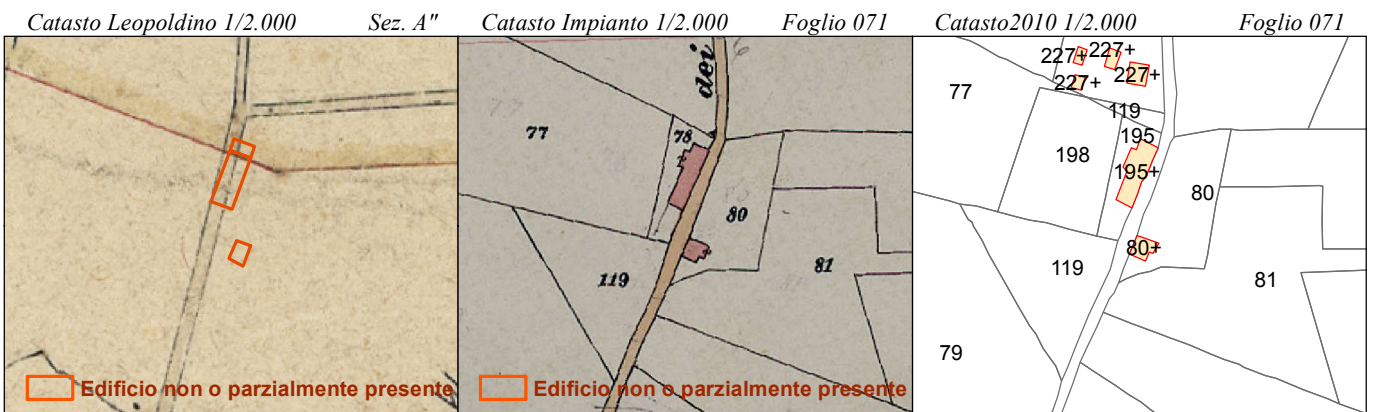 Catasto Leopoldino 1/2.000 Sez. A"
Edificio non o parzialmente presente
Catasto Impianto 1/2.000 Foglio 071
dei
77
78
80
119
81
Edificio non o parzialmente presente
Catasto2010 1/2.000 Foglio 071
227+ 227+
227+ 227+
77
119
195
198
195+
80
80+
119
81
79